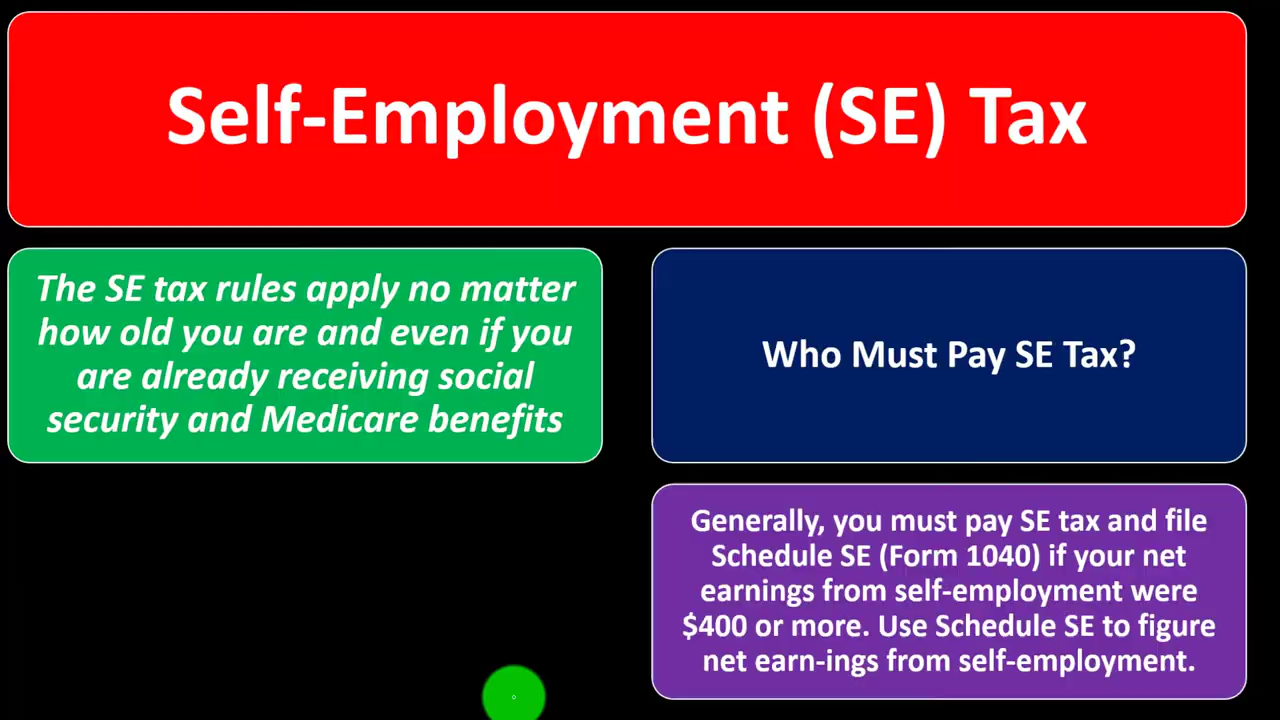 Self-Employment (SE) Tax
The SE tax rules apply no matter
how old you are and even if you
are already receiving social
security and Medicare benefits
Who Must Pay SE Tax?
Generally, you must pay SE tax and file
Schedule SE (Form 1040) if your net
earnings from self-employment were
$400 or more. Use Schedule SE to figure
net earn-ings from self-employment.